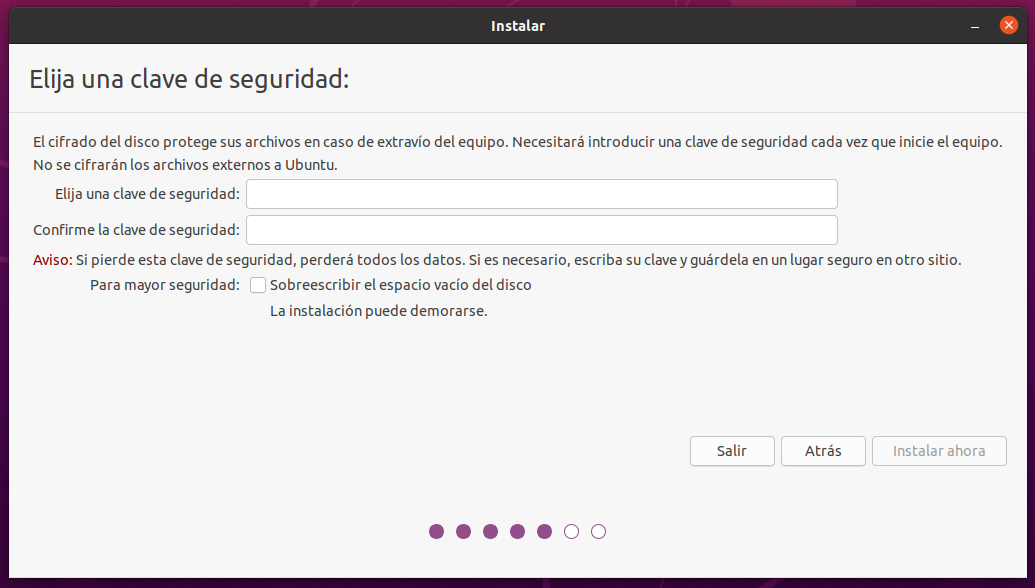 Instalar
Elija una clave de seguridad:
El cifrado del disco protege sus archivos en caso de extravío del equipo. Necesitará introducir una clave de seguridad cada vez que inicie el equipo.
No se cifrarán los archivos externos a Ubuntu.
Elija una clave de seguridad:
Confirme la clave de seguridad:
Aviso: Si pierde esta clave de seguridad, perderá todos los datos. Si es necesario, escriba su clave y guárdela en un lugar seguro en otro sitio.
Para mayor seguridad: Sobreescribir el espacio vacío del disco
La instalación puede demorarse.
Salir Atrás Instalar ahora